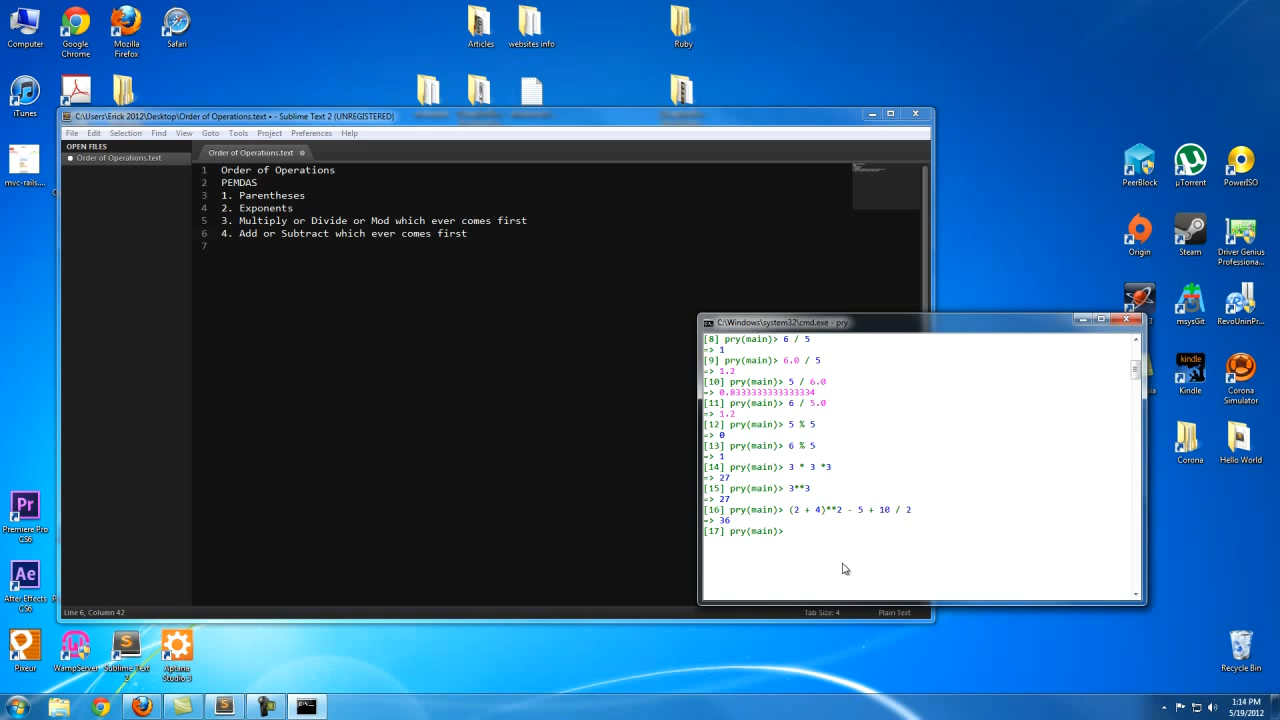 Computer
Google Chrome
Mozilla Firefox
Safari
Articles
websites info
Ruby
iTunes
C:\Users\Erick 2012\Desktop\Order of Operations.text • - Sublime Text 2 (UNREGISTERED)
File Edit Selection Find View Goto Tools Project Preferences Help
OPEN FILES
Order of Operations.text
Order of Operations.text
mvc-rails....
1 Order of Operations
2 PEMDAS
3 1. Parentheses
4 2. Exponents
5 3. Multiply or Divide or Mod which ever comes first
6 4. Add or Subtract which ever comes first
7
PeerBlock
µTorrent
PowerISO
Origin
Steam
Driver Genius Professiona...
msysGit
RevoUninPr...
kindle
Kindle
Corona Simulator
Corona
Hello World
C:\Windows\system32\cmd.exe - pry
[8] pry(main)> 6 / 5
=> 1
[9] pry(main)> 6.0 / 5
=> 1.2
[10] pry(main)> 5 / 6.0
=> 0.8333333333333334
[11] pry(main)> 6 / 5.0
=> 1.2
[12] pry(main)> 5 % 5
=> 0
[13] pry(main)> 6 % 5
=> 1
[14] pry(main)> 3 * 3 *3
=> 27
[15] pry(main)> 3**3
=> 27
[16] pry(main)> (2 + 4)**2 - 5 + 10 / 2
=> 36
[17] pry(main)>
Pr
Premiere Pro CS6
Ae
After Effects CS6
Line 6, Column 42
Tab Size: 4
Plain Text
Pixeur
WampServer
Sublime Text 2
Aptana Studio 3
Recycle Bin
1:14 PM
5/19/2012